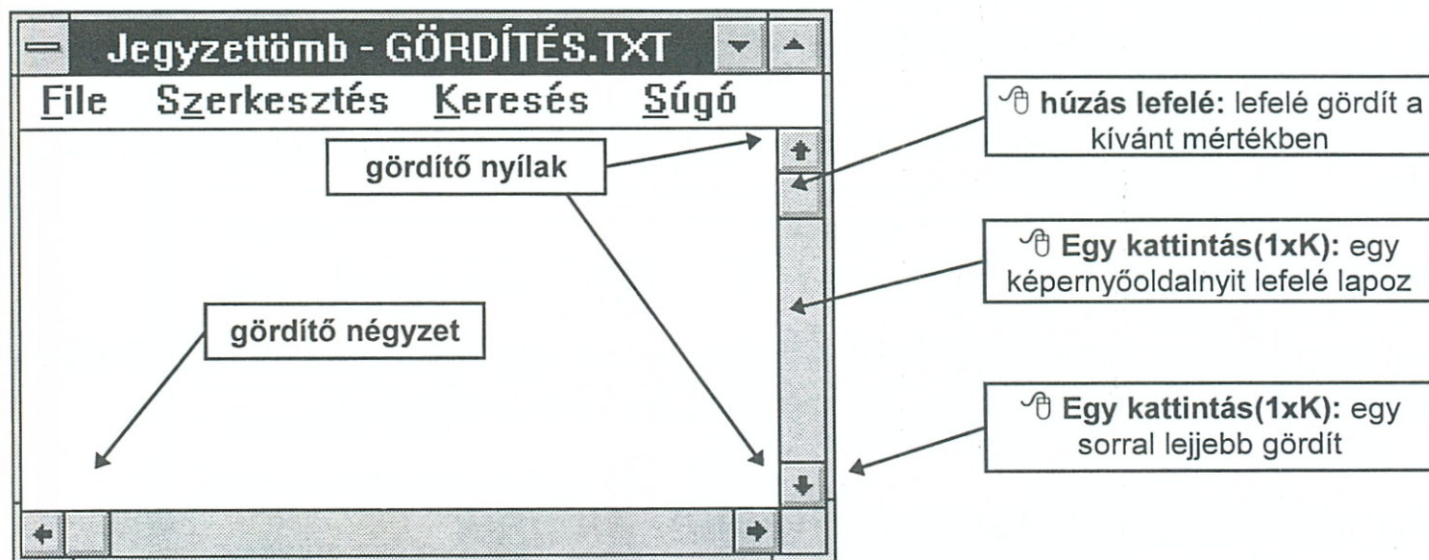 Jegyzettömb - GÖRDÍTÉS.TXT
File Szerkesztés Keresés Súgó
gördítő nyílak
gördítő négyzet
húzás lefelé: lefelé gördít a
kívánt mértékben
Egy kattintás(1xK): egy
képernyőoldalnyit lefelé lapoz
Egy kattintás(1xK): egy
sorral lejjebb gördít